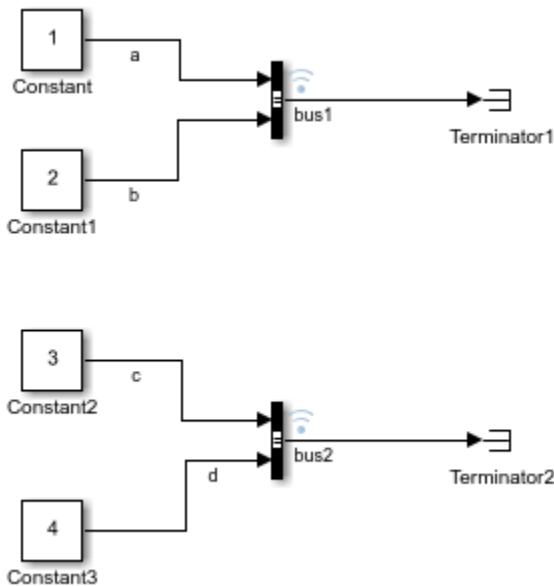 1
a
Constant
bus1
Terminator1
2
b
Constant1
3
c
Constant2
bus2
Terminator2
d
4
Constant3